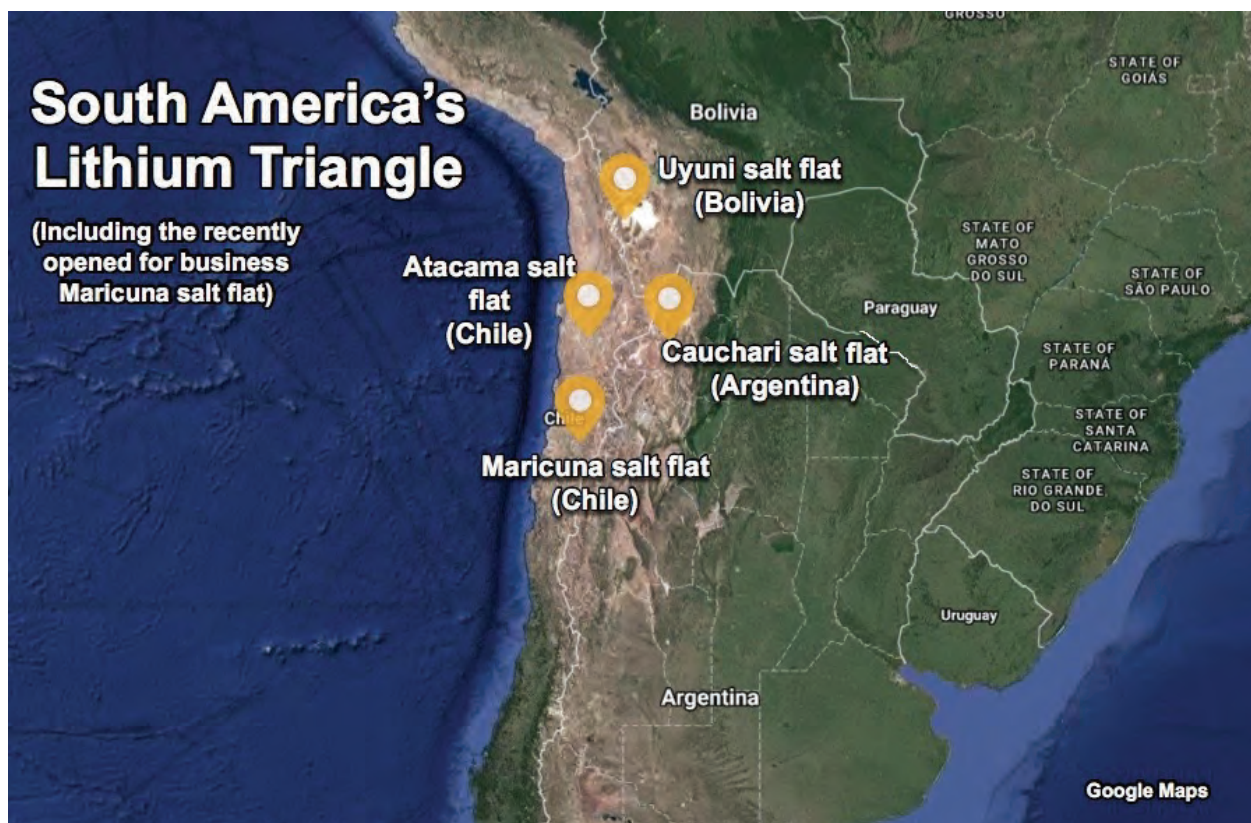 GROSSO
STATE OF
GOIÁS
South America's
Lithium Triangle
(Including the recently
opened for business
Maricuna salt flat)
Bolivia
Uyuni salt flat
(Bolivia)
STATE OF
MATO
GROSSO
DO SUL
Atacama salt
flat
(Chile)
STATE OF
SÃO PAULO
Paraguay
Cauchari salt flat
(Argentina)
STATE OF
PARANÁ
Chile
STATE OF
SANTA
CATARINA
Maricuna salt flat
(Chile)
STATE OF
RIO GRANDE
DO SUL
Uruguay
Argentina
Google Maps